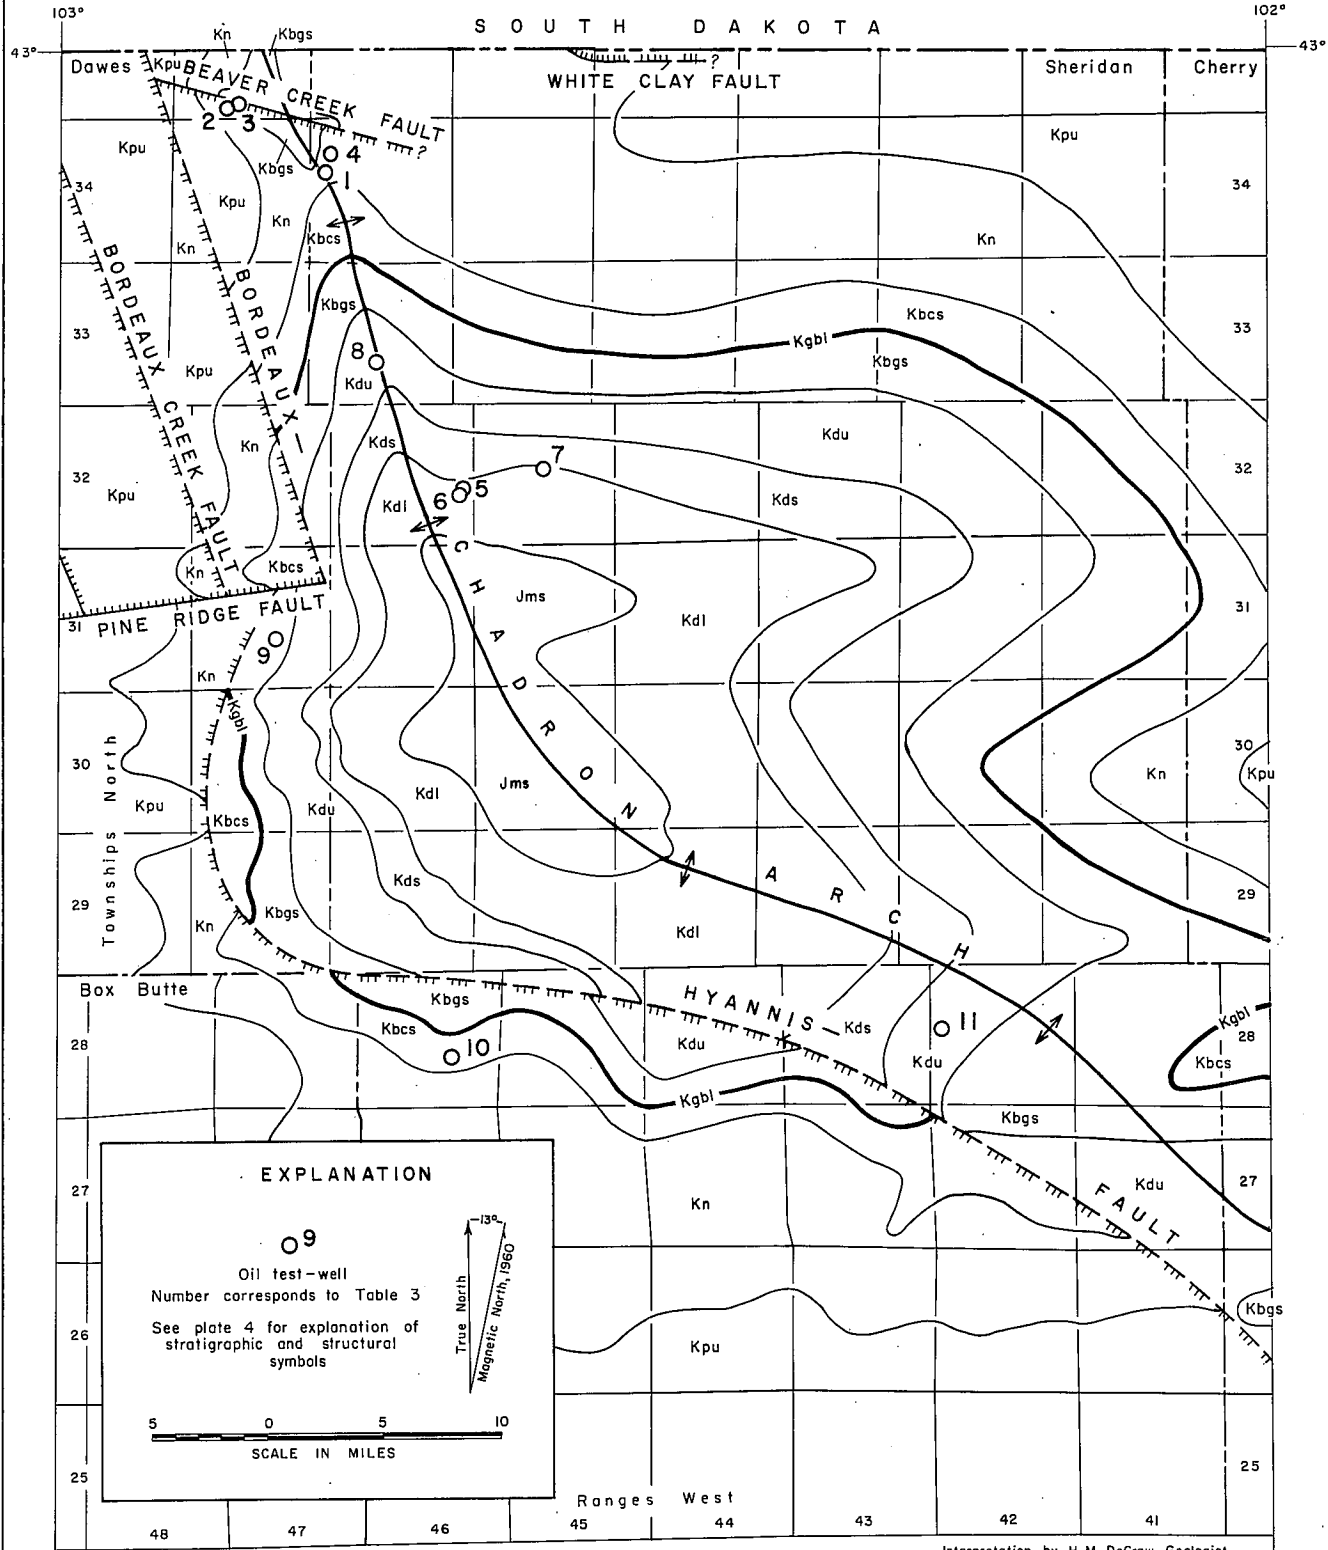 103°
SOUTH DAKOTA
102°
43°
43°
Kn
Kbgs
Dawes
Kpu
BEAVER CREEK FAULT
?
WHITE CLAY FAULT
?
Sheridan
Cherry
2
3
4
1
Kpu
Kbgs
Kpu
34
Kpu
Kn
Kn
Kbcs
Kn
34
BORDEAUX CREEK FAULT
BORDEAUX
33
Kbgs
Kbcs
Kgbl
Kbgs
33
8
Kpu
Kdu
Kn
Kds
Kdu
7
32
Kpu
6
5
Kds
32
Kdl
Kn
Kbcs
CHADRON ARCH
Jms
Kdl
31
31
PINE RIDGE FAULT
9
Kn
Kgbl
Townships North
30
Kpu
Kbcs
Kdu
Kdl
Jms
Kn
30
Kpu
Kds
29
Kn
Kbgs
Kdl
29
Box Butte
Kbgs
HYANNIS
FAULT
Kds
11
Kgbl
28
28
Kbcs
10
Kdu
Kdu
Kbcs
Kgbl
Kbgs
27
Kn
Kdu
27
Kbgs
26
Kpu
25
25
EXPLANATION
9
Oil test-well
Number corresponds to Table 3
See plate 4 for explanation of
stratigraphic and structural
symbols
13°
True North
Magnetic North, 1960
5 0 5 10
SCALE IN MILES
Ranges West
48 47 46 45 44 43 42 41
Interpretation by H.M. DeGraw, Geologist